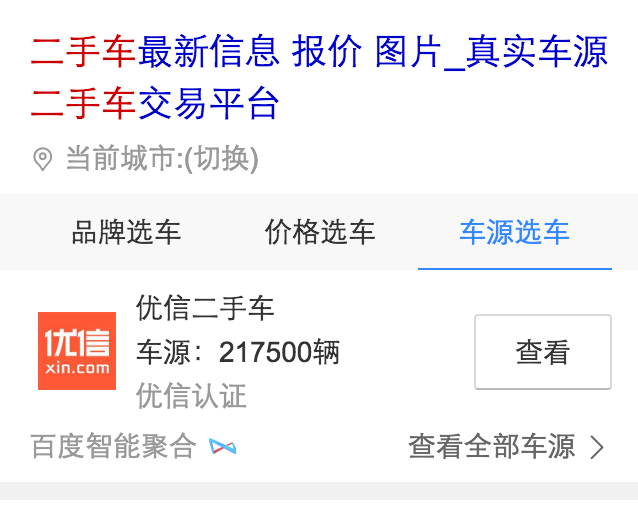 二手车最新信息 报价 图片_真实车源
二手车交易平台
当前城市:(切换)
品牌选车 价格选车 车源选车
优信二手车
优信
xin.com
车源：217500辆
查看
优信认证
百度智能聚合 查看全部车源